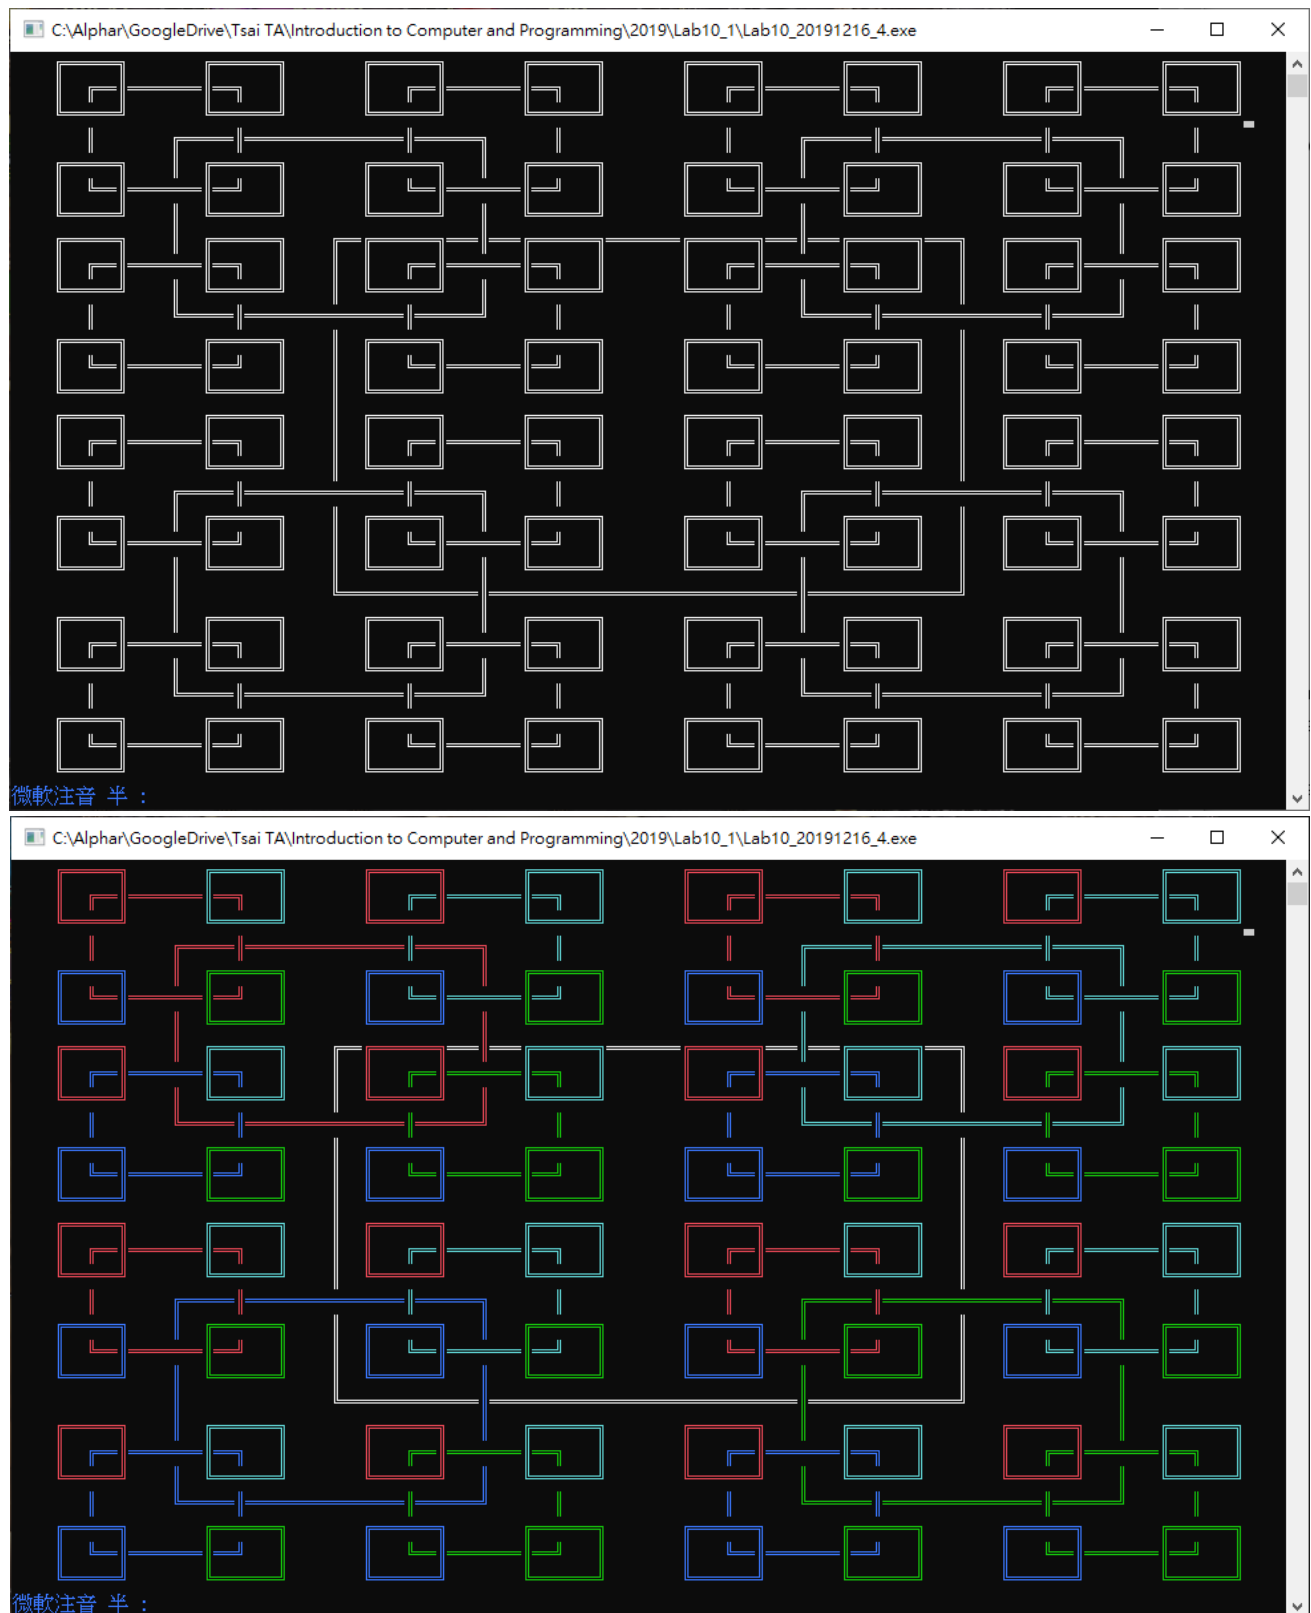 C:\Alphar\GoogleDrive\Tsai TA\Introduction to Computer and Programming\2019\Lab10_1\Lab10_20191216_4.exe
微軟注音 半 :
C:\Alphar\GoogleDrive\Tsai TA\Introduction to Computer and Programming\2019\Lab10_1\Lab10_20191216_4.exe
微軟注音 半 :